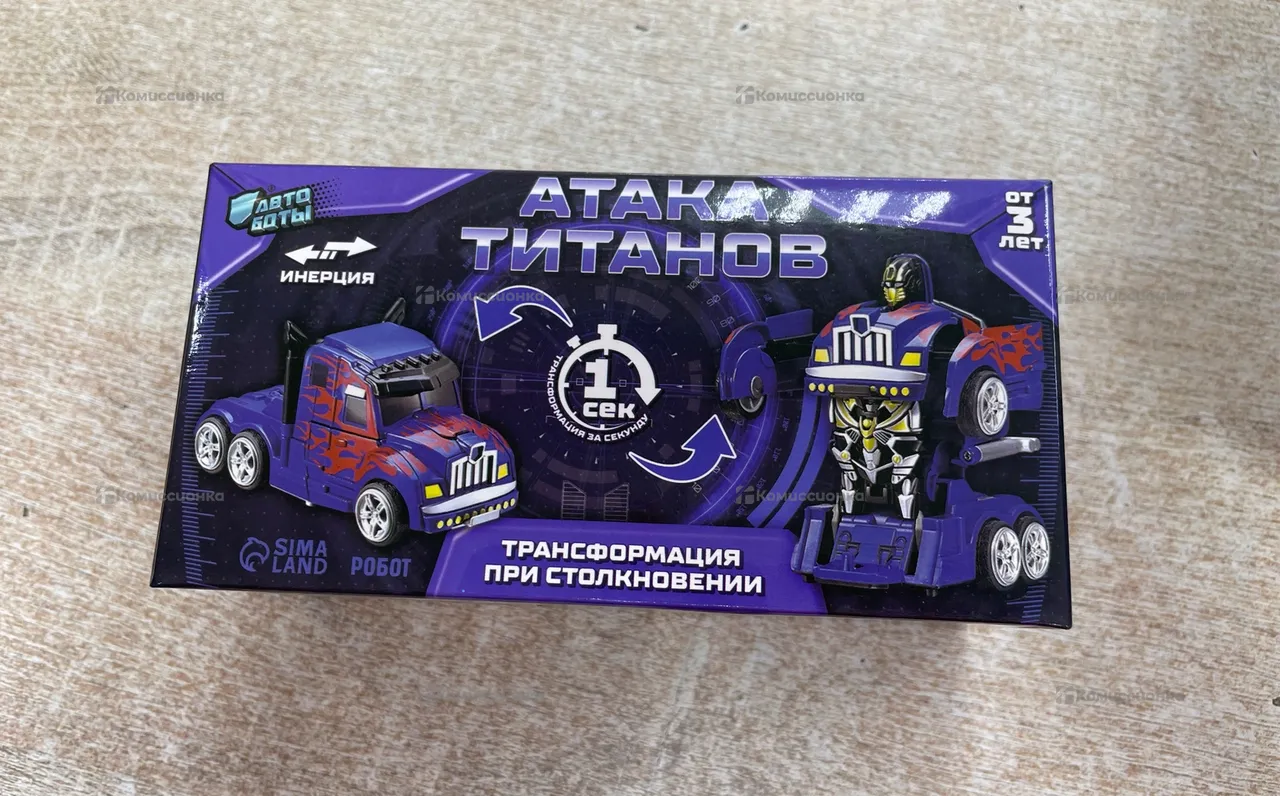 Комиссионка
Комиссионка
АВТО
БОТЫ
АТАКА
ТИТАНОВ
ОТ
3
ЛЕТ
ИНЕРЦИЯ
Комиссионка
Комиссионка
1
сек
ТРАНСФОРМАЦИЯ ЗА СЕКУНДУ
Комиссионка
Комиссионка
SIMA
LAND
РОБОТ
ТРАНСФОРМАЦИЯ
ПРИ СТОЛКНОВЕНИИ
Комиссионка